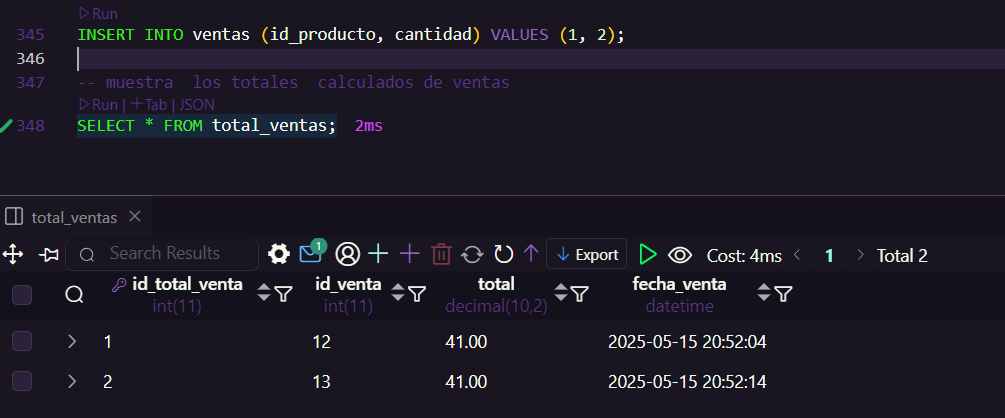 Run
345 INSERT INTO ventas (id_producto, cantidad) VALUES (1, 2);
346
347 -- muestra  los totales  calculados de ventas
Run | +Tab | JSON
348 SELECT * FROM total_ventas; 2ms
total_ventas
Search Results 1 Export Cost: 4ms 1 Total 2
id_total_venta id_venta total fecha_venta
int(11) int(11) decimal(10,2) datetime
1 12 41.00 2025-05-15 20:52:04
2 13 41.00 2025-05-15 20:52:14